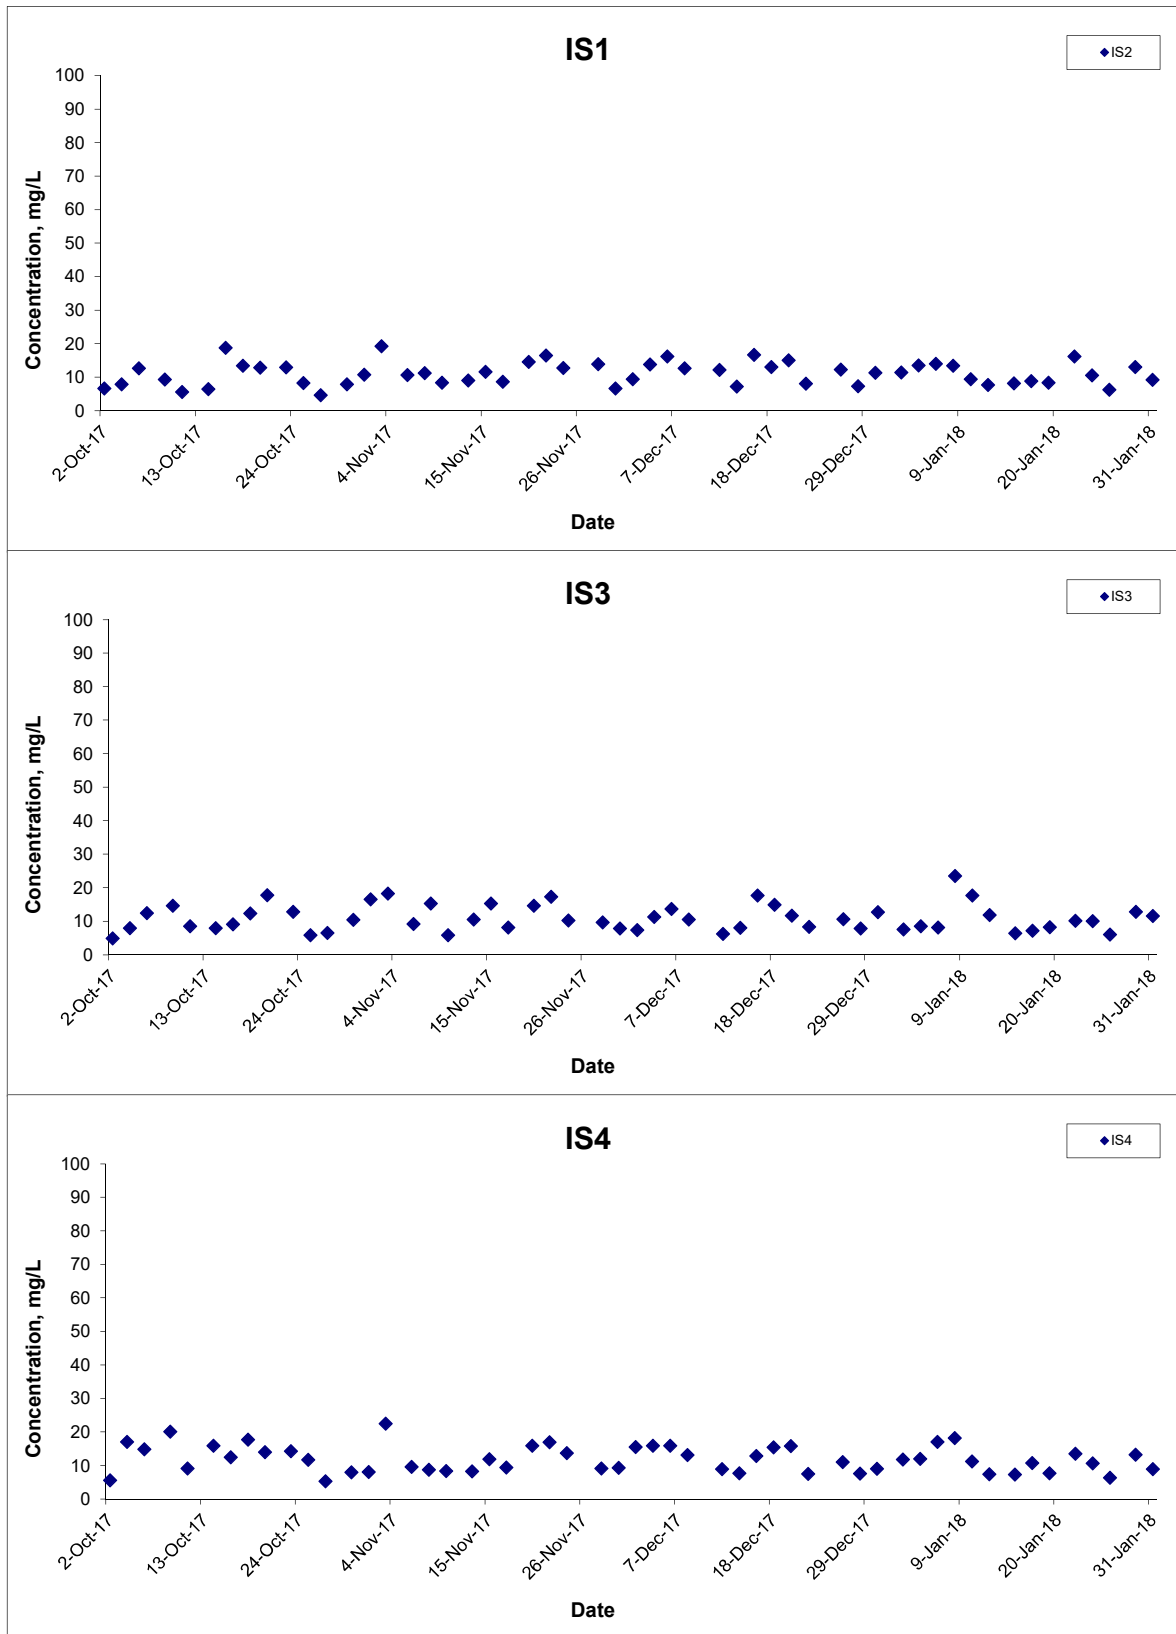 IS1
IS2
Concentration, mg/L
100
90
80
70
60
50
40
30
20
10
0
2-Oct-17
13-Oct-17
24-Oct-17
4-Nov-17
15-Nov-17
26-Nov-17
7-Dec-17
18-Dec-17
29-Dec-17
9-Jan-18
20-Jan-18
31-Jan-18
Date
IS3
IS3
Concentration, mg/L
100
90
80
70
60
50
40
30
20
10
0
2-Oct-17
13-Oct-17
24-Oct-17
4-Nov-17
15-Nov-17
26-Nov-17
7-Dec-17
18-Dec-17
29-Dec-17
9-Jan-18
20-Jan-18
31-Jan-18
Date
IS4
IS4
Concentration, mg/L
100
90
80
70
60
50
40
30
20
10
0
2-Oct-17
13-Oct-17
24-Oct-17
4-Nov-17
15-Nov-17
26-Nov-17
7-Dec-17
18-Dec-17
29-Dec-17
9-Jan-18
20-Jan-18
31-Jan-18
Date